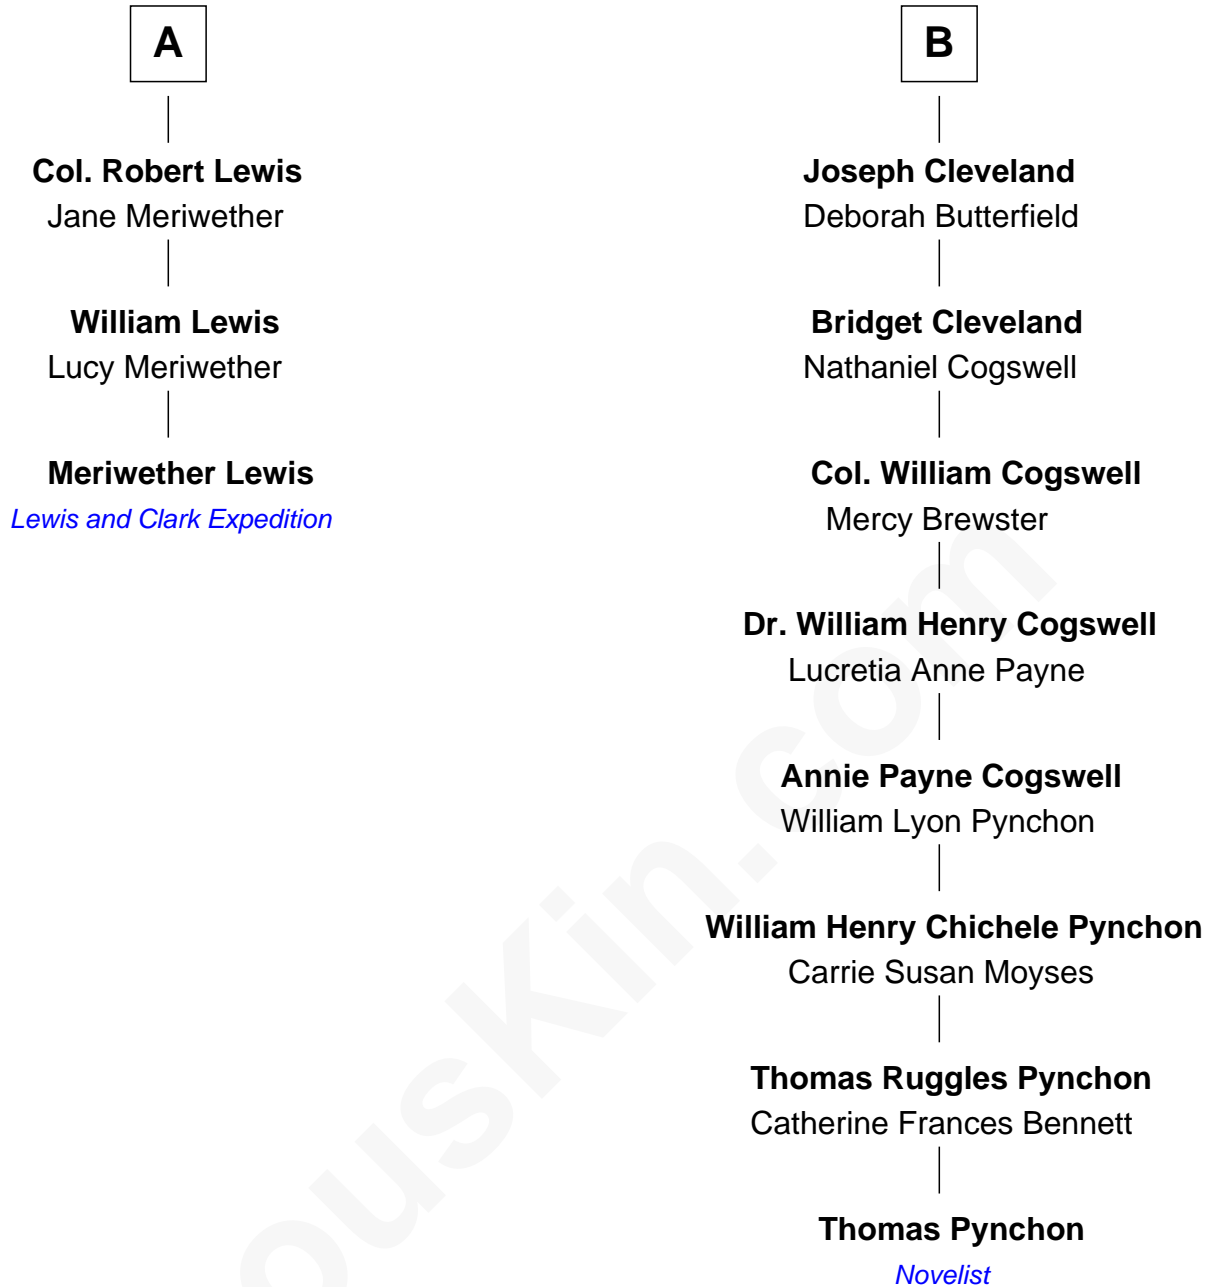 A
Col. Robert Lewis
Jane Meriwether
William Lewis
Lucy Meriwether
Meriwether Lewis
Lewis and Clark Expedition
B
Joseph Cleveland
Deborah Butterfield
Bridget Cleveland
Nathaniel Cogswell
Col. William Cogswell
Mercy Brewster
Dr. William Henry Cogswell
Lucretia Anne Payne
Annie Payne Cogswell
William Lyon Pynchon
William Henry Chichele Pynchon
Carrie Susan Moyses
Thomas Ruggles Pynchon
Catherine Frances Bennett
Thomas Pynchon
Novelist
ousKin.com